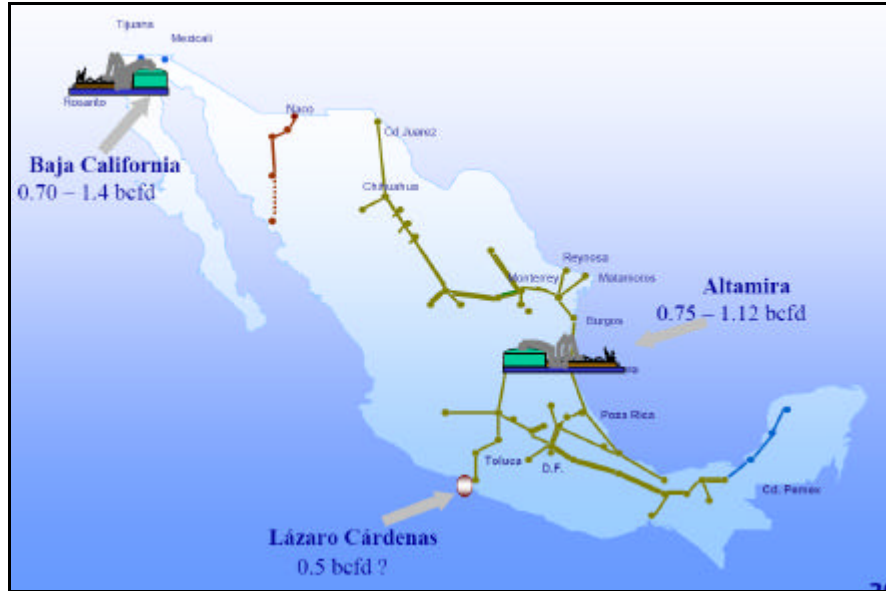 Tijuana
Mexicali
Rosarito
Baja California
0.70 – 1.4 bcfd
Naco
Cd Juarez
Chihuahua
Monterrey
Reynosa
Matamoros
Burgos
Altamira
0.75 – 1.12 bcfd
Poza Rica
Toluca
D.F.
Cd. Pemex
Lázaro Cárdenas
0.5 bcfd ?